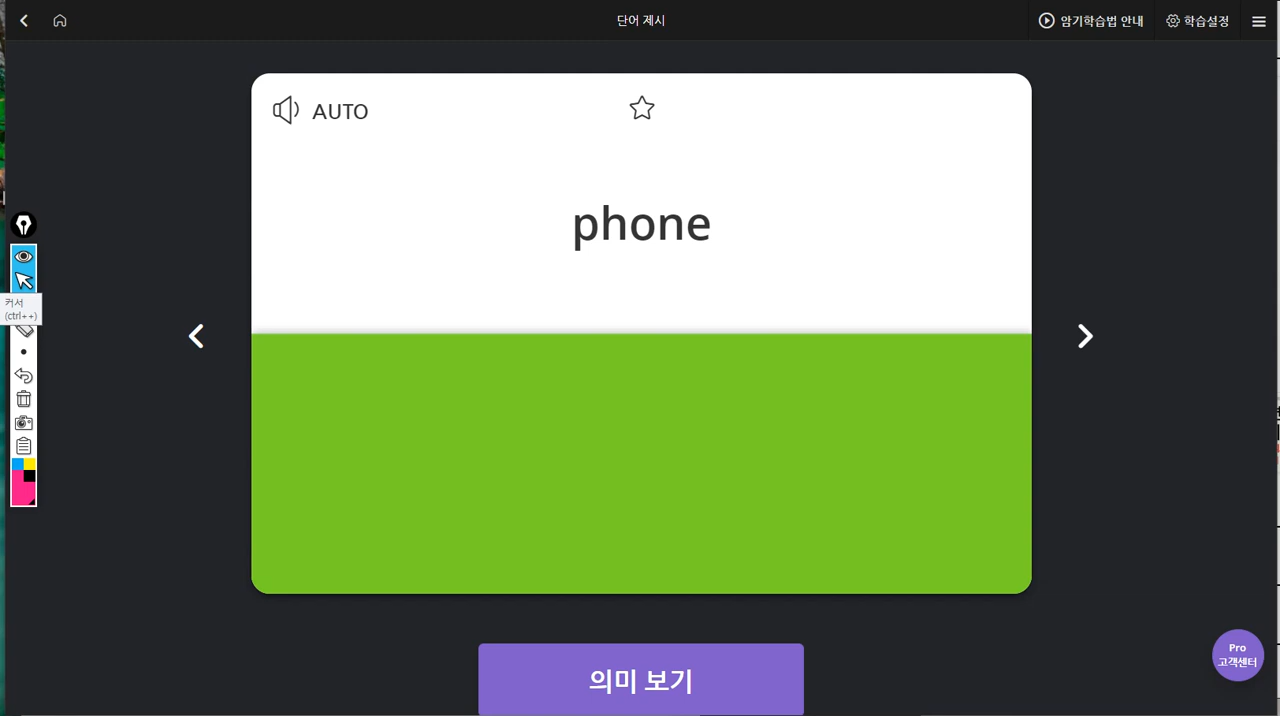 단어 제시
암기학습법 안내
학습설정
AUTO
phone
커서
(ctrl++)
의미 보기
Pro
고객센터